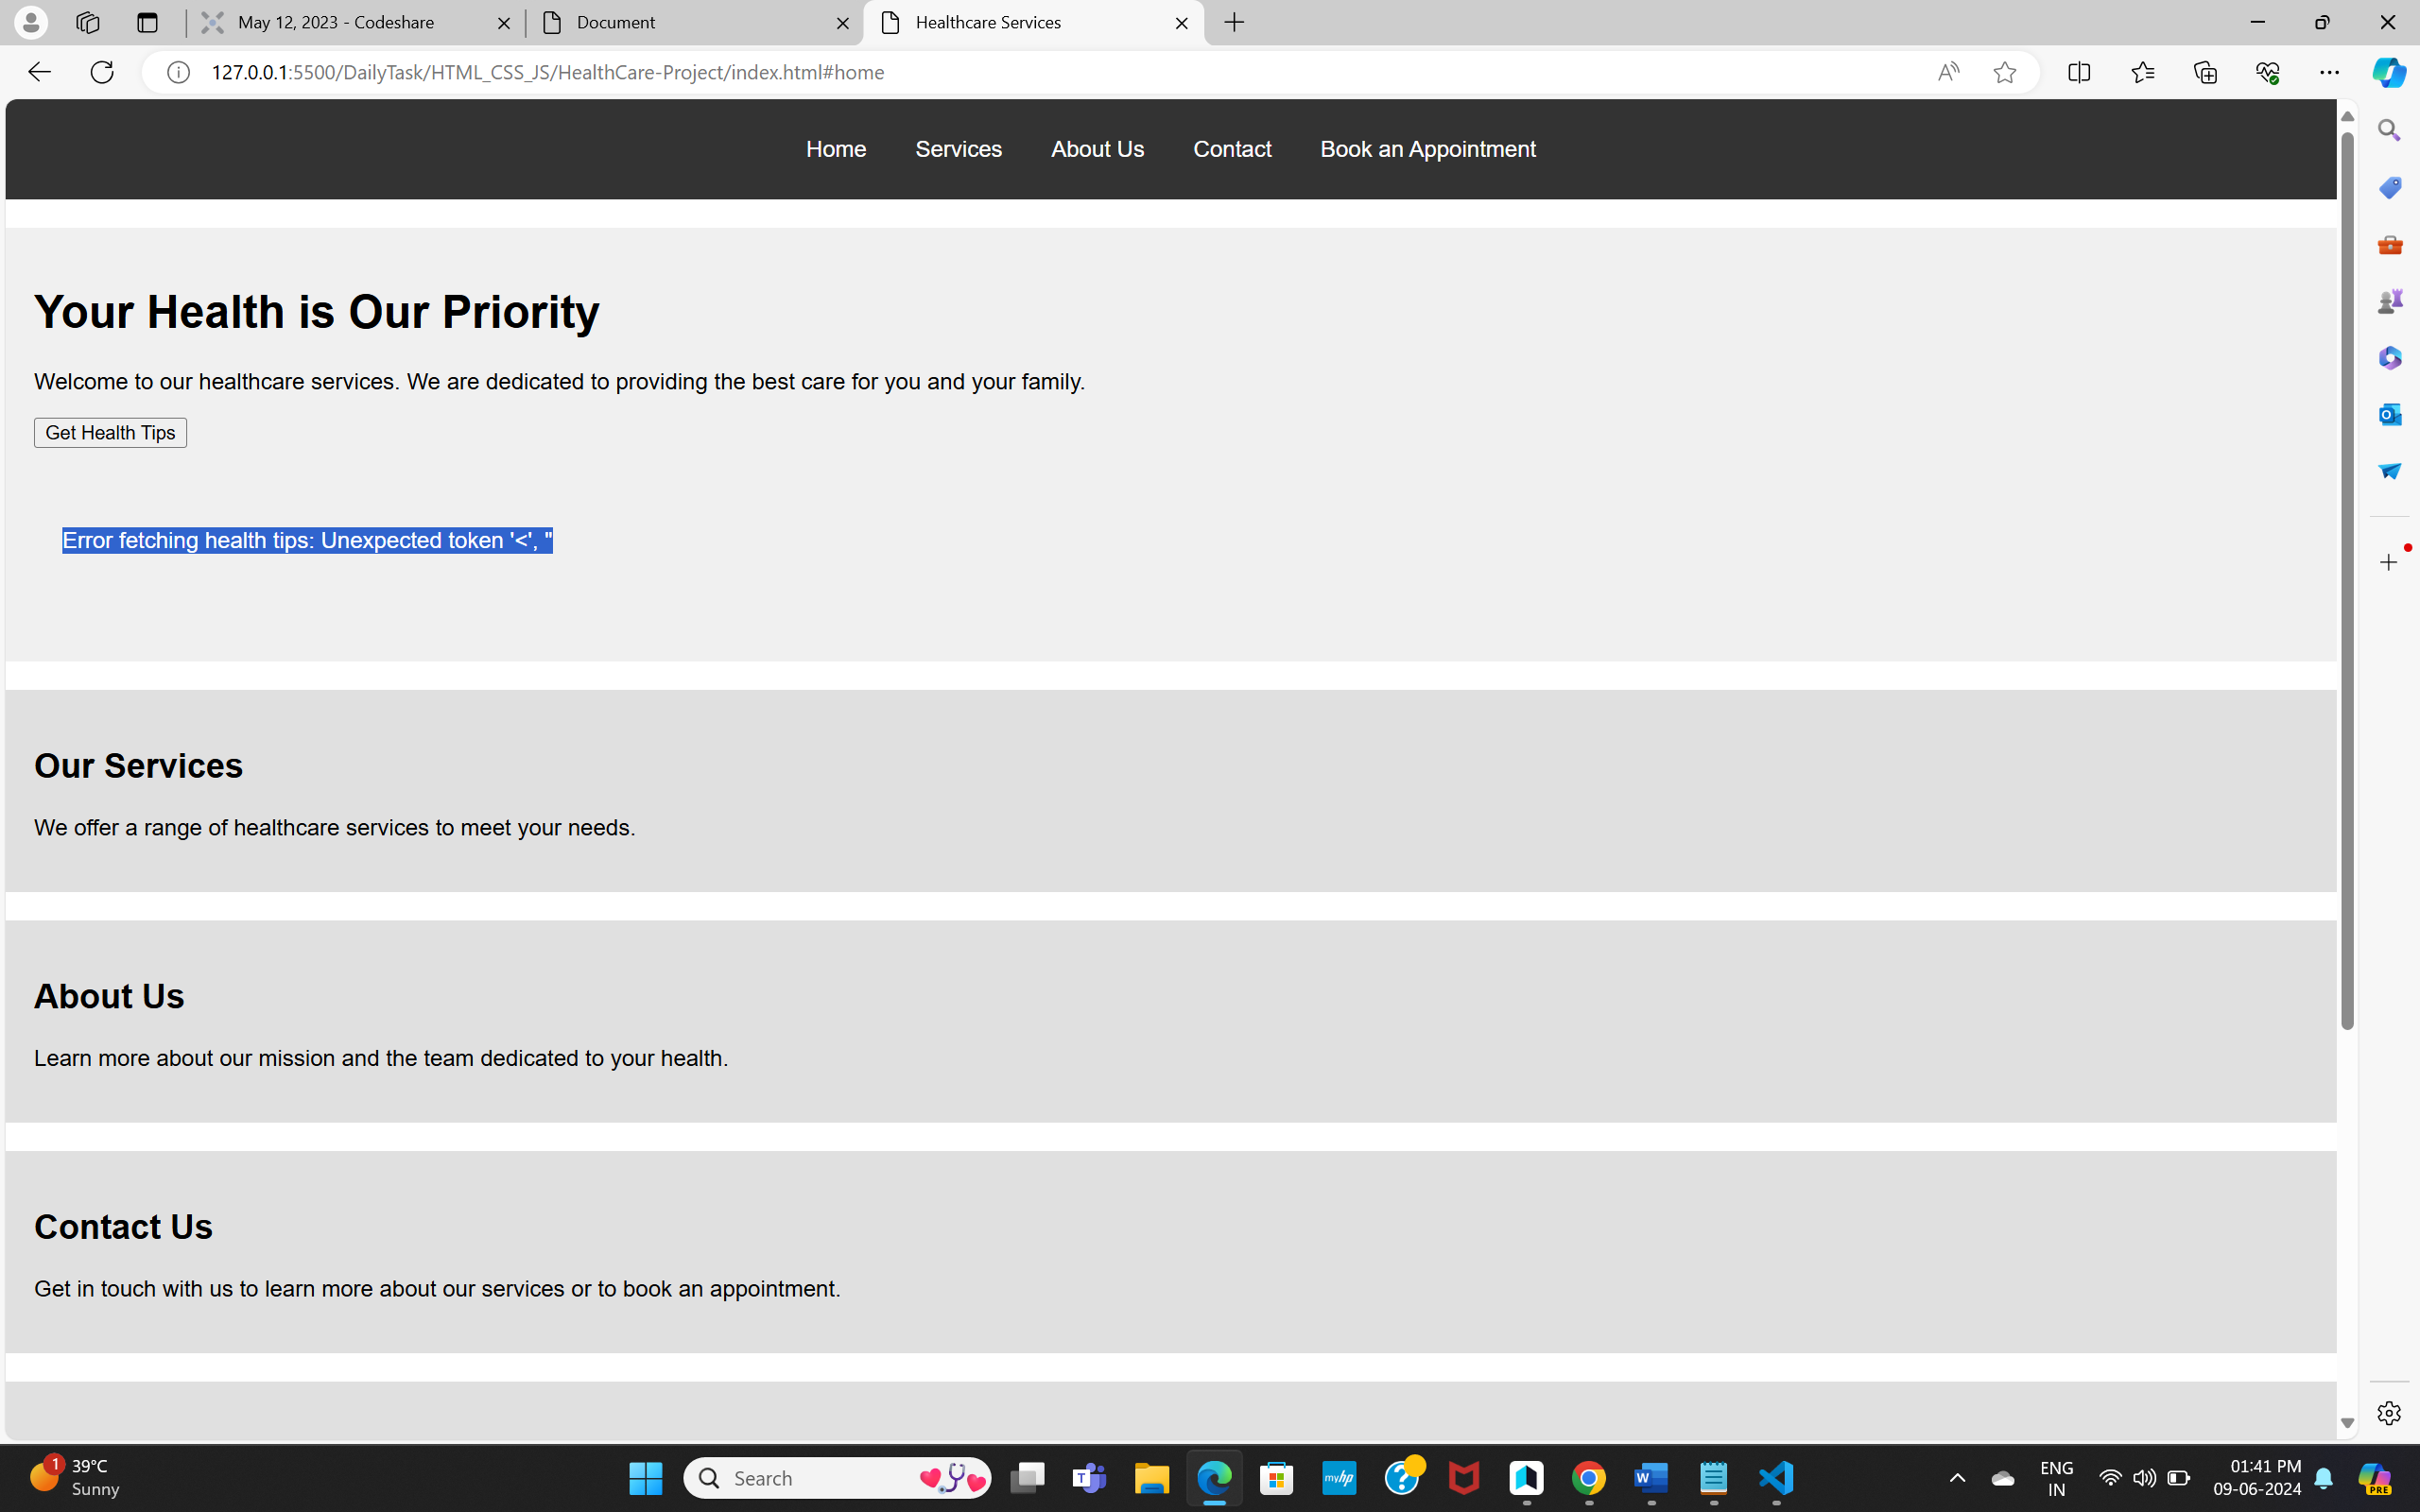 May 12, 2023 - Codeshare
Document
Healthcare Services
127.0.0.1:5500/DailyTask/HTML_CSS_JS/HealthCare-Project/index.html#home
Home Services About Us Contact Book an Appointment
Your Health is Our Priority
Welcome to our healthcare services. We are dedicated to providing the best care for you and your family.
Get Health Tips
Error fetching health tips: Unexpected token '<', "
Our Services
We offer a range of healthcare services to meet your needs.
About Us
Learn more about our mission and the team dedicated to your health.
Contact Us
Get in touch with us to learn more about our services or to book an appointment.
1
39°C
Sunny
Search
T
myhp
?
W
ENG
IN
01:41 PM
09-06-2024
PRE